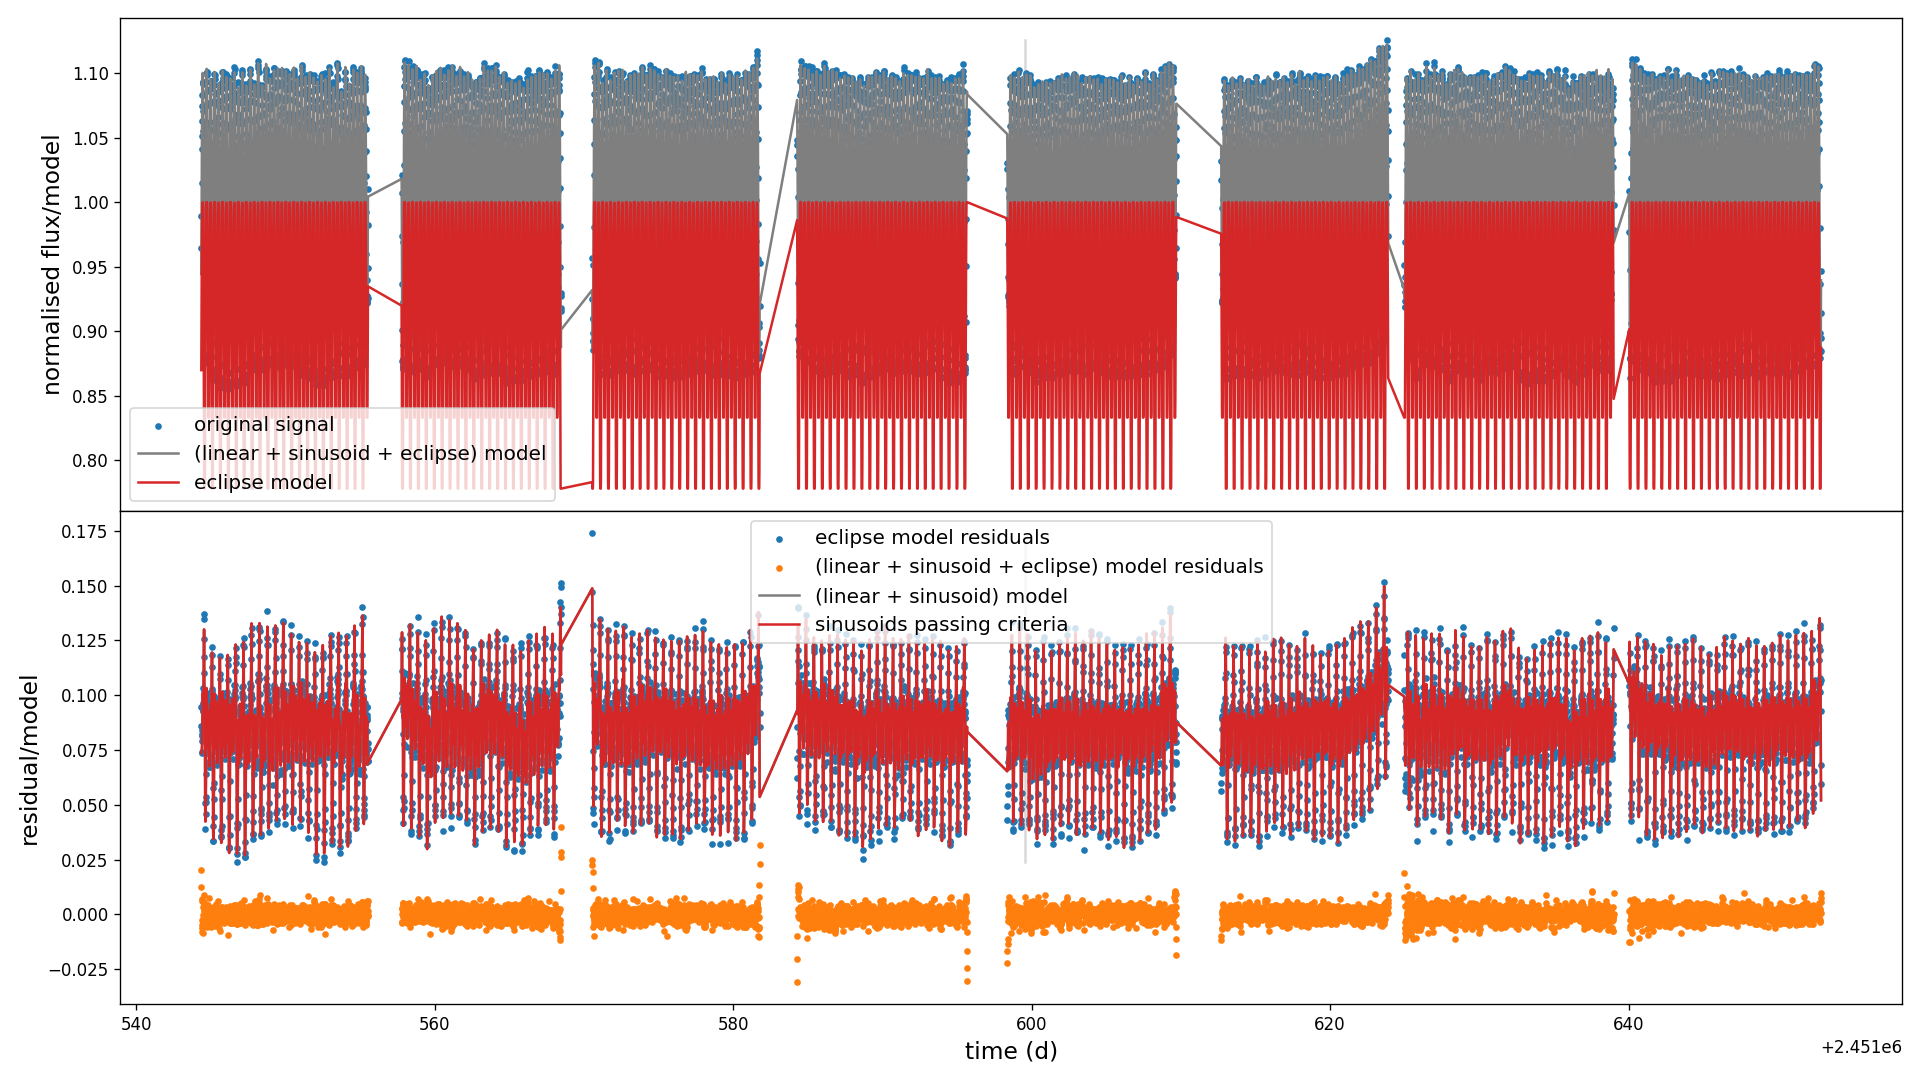 normalised flux/model
1.10
1.05
1.00
0.95
0.90
0.85
0.80
original signal
(linear + sinusoid + eclipse) model
eclipse model
residual/model
0.175
0.150
0.125
0.100
0.075
0.050
0.025
0.000
−0.025
eclipse model residuals
(linear + sinusoid + eclipse) model residuals
(linear + sinusoid) model
sinusoids passing criteria
540
560
580
600
620
640
time (d)
+2.451e6